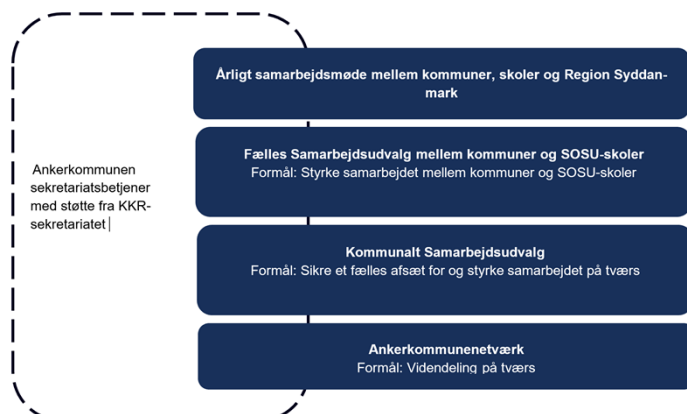 Årligt samarbejdsmøde mellem kommuner, skoler og Region Syddan-
mark
Fælles Samarbejdsudvalg mellem kommuner og SOSU-skoler
Formål: Styrke samarbejdet mellem kommuner og SOSU-skoler
Ankerkommunen
sekretariatsbetjener
med støtte fra KKR-
sekretariatet
Kommunalt Samarbejdsudvalg
Formål: Sikre et fælles afsæt for og styrke samarbejdet på tværs
Ankerkommunenetværk
Formål: Videndeling på tværs